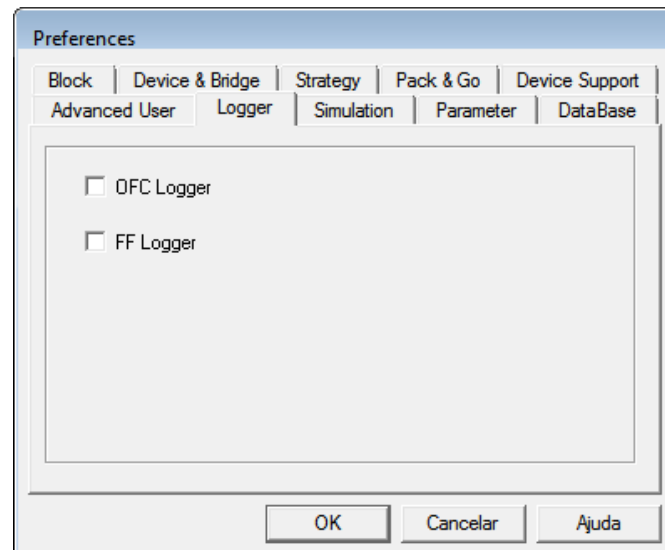 Preferences
Block Device & Bridge Strategy Pack & Go Device Support
Advanced User Logger Simulation Parameter DataBase
OFC Logger
FF Logger
OK Cancelar Ajuda